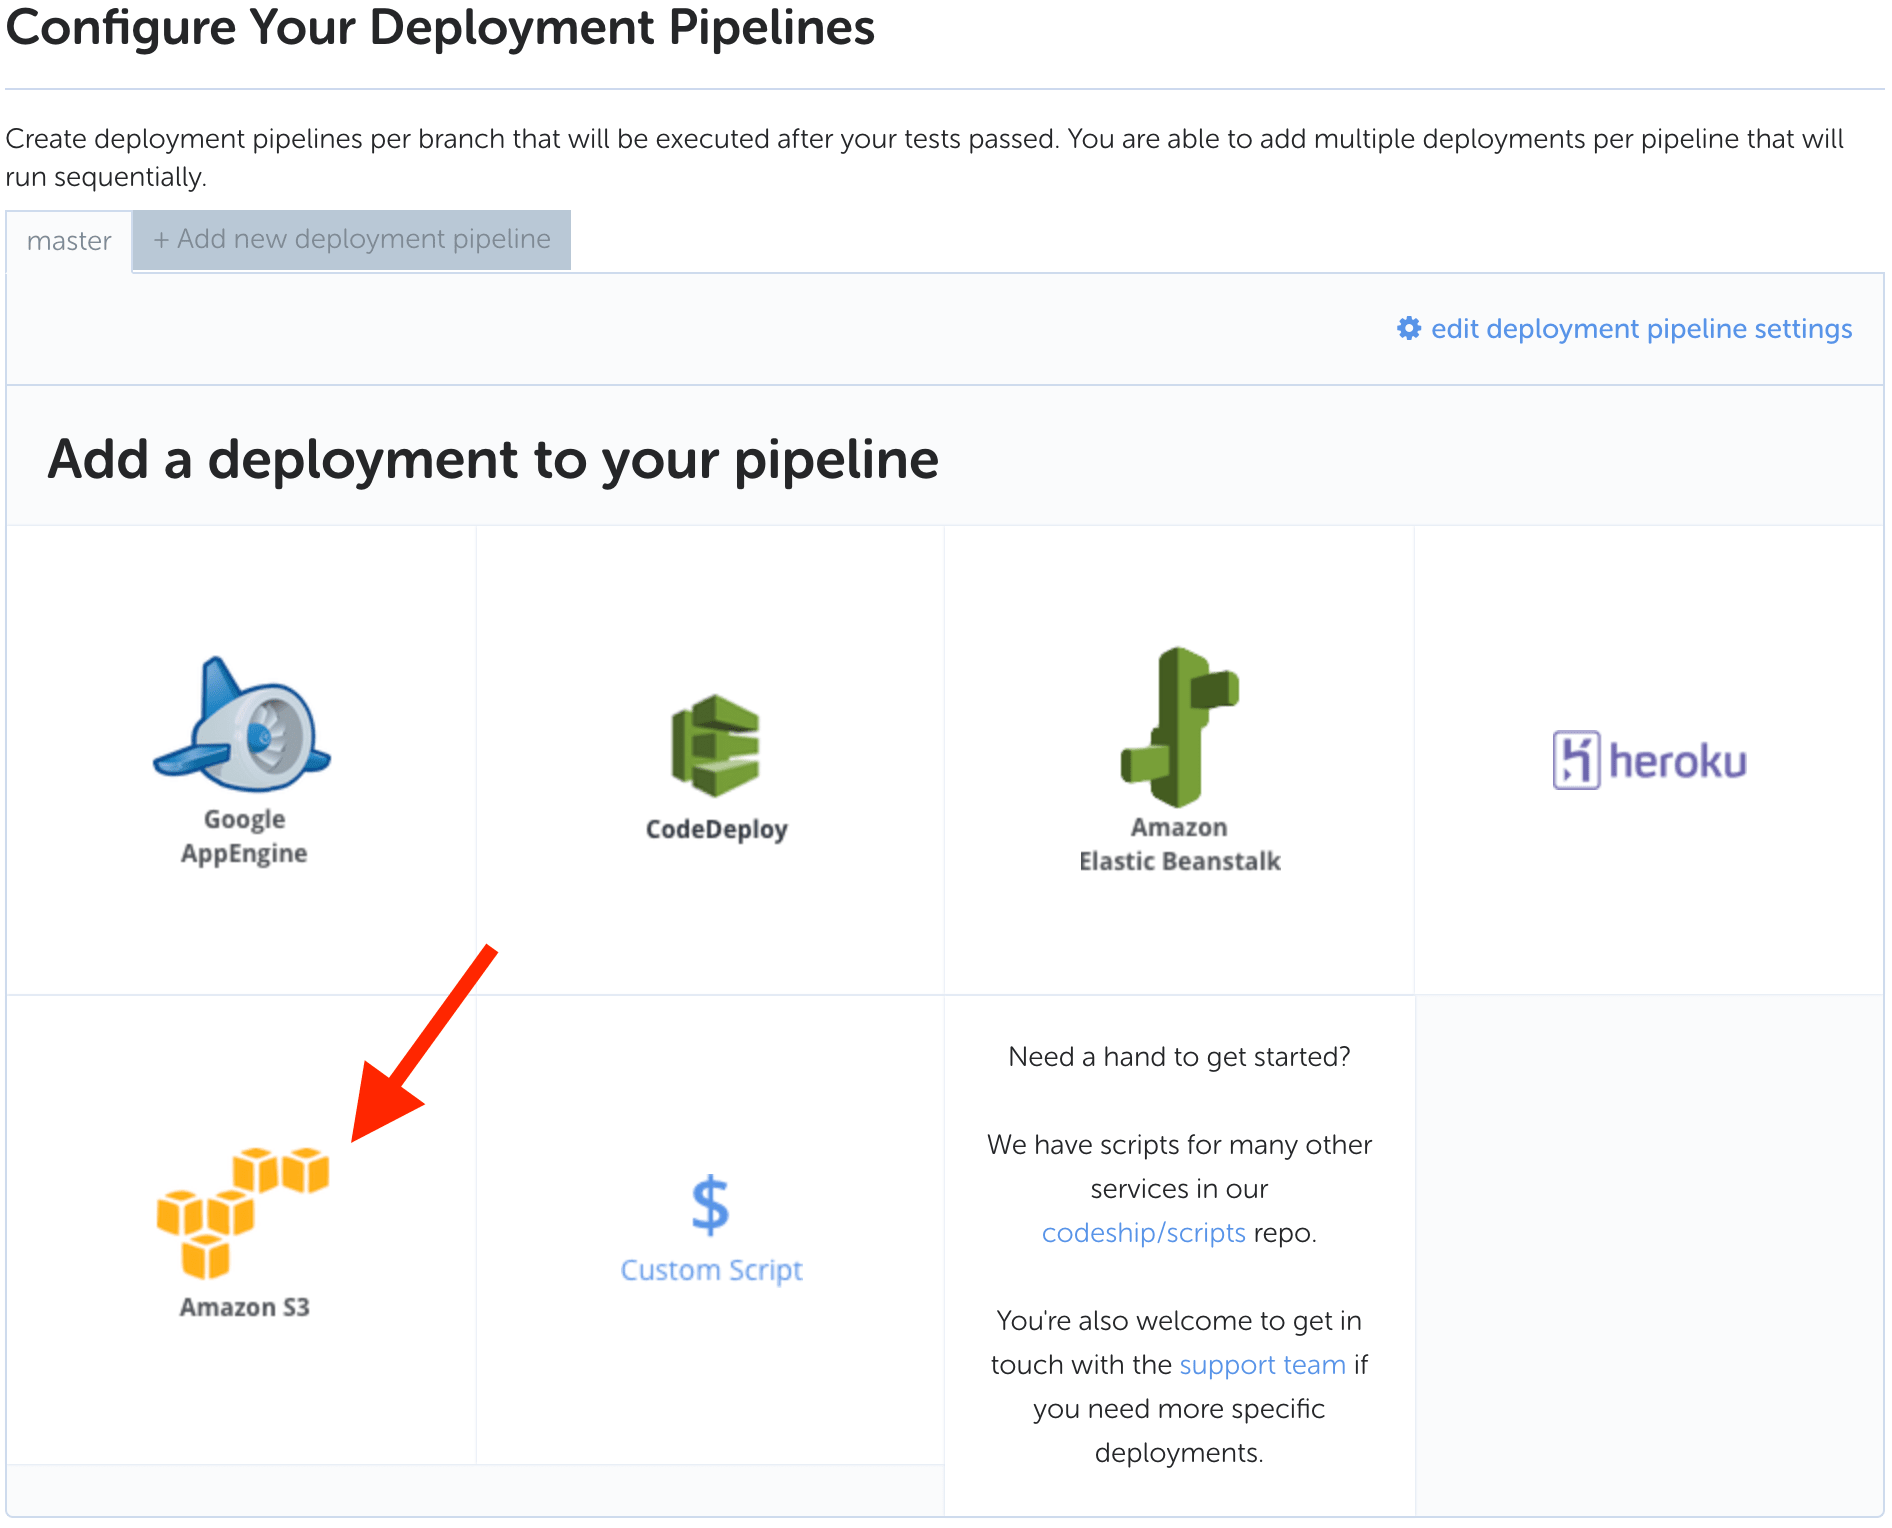 Configure Your Deployment Pipelines
Create deployment pipelines per branch that will be executed after your tests passed. You are able to add multiple deployments per pipeline that will
run sequentially.
master
+ Add new deployment pipeline
edit deployment pipeline settings
Add a deployment to your pipeline
Google
AppEngine
CodeDeploy
Amazon
Elastic Beanstalk
heroku
Amazon S3
$
Custom Script
Need a hand to get started?
We have scripts for many other
services in our
codeship/scripts repo.
You're also welcome to get in
touch with the support team if
you need more specific
deployments.